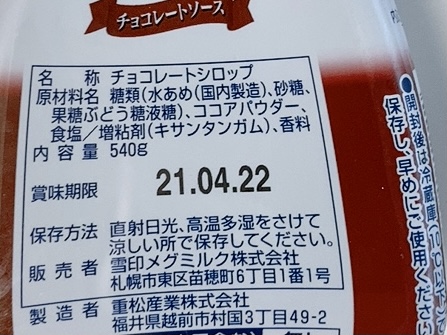 チョコレートソース
名 称 チョコレートシロップ
原材料名 糖類(水あめ(国内製造)、砂糖、
果糖ぶどう糖液糖)、ココアパウダー、
食塩/増粘剤(キサンタンガム)、香料
内容量 540g
賞味期限 21.04.22
保存方法 直射日光、高温多湿をさけて
涼しい所で保存してください。
販売者 雪印メグミルク株式会社
札幌市東区苗穂町6丁目1番1号
製造者 重松産業株式会社
福井県越前市村国3丁目49-2
●開封後は冷蔵庫(10℃以下)
保存し、早めにご使用ください